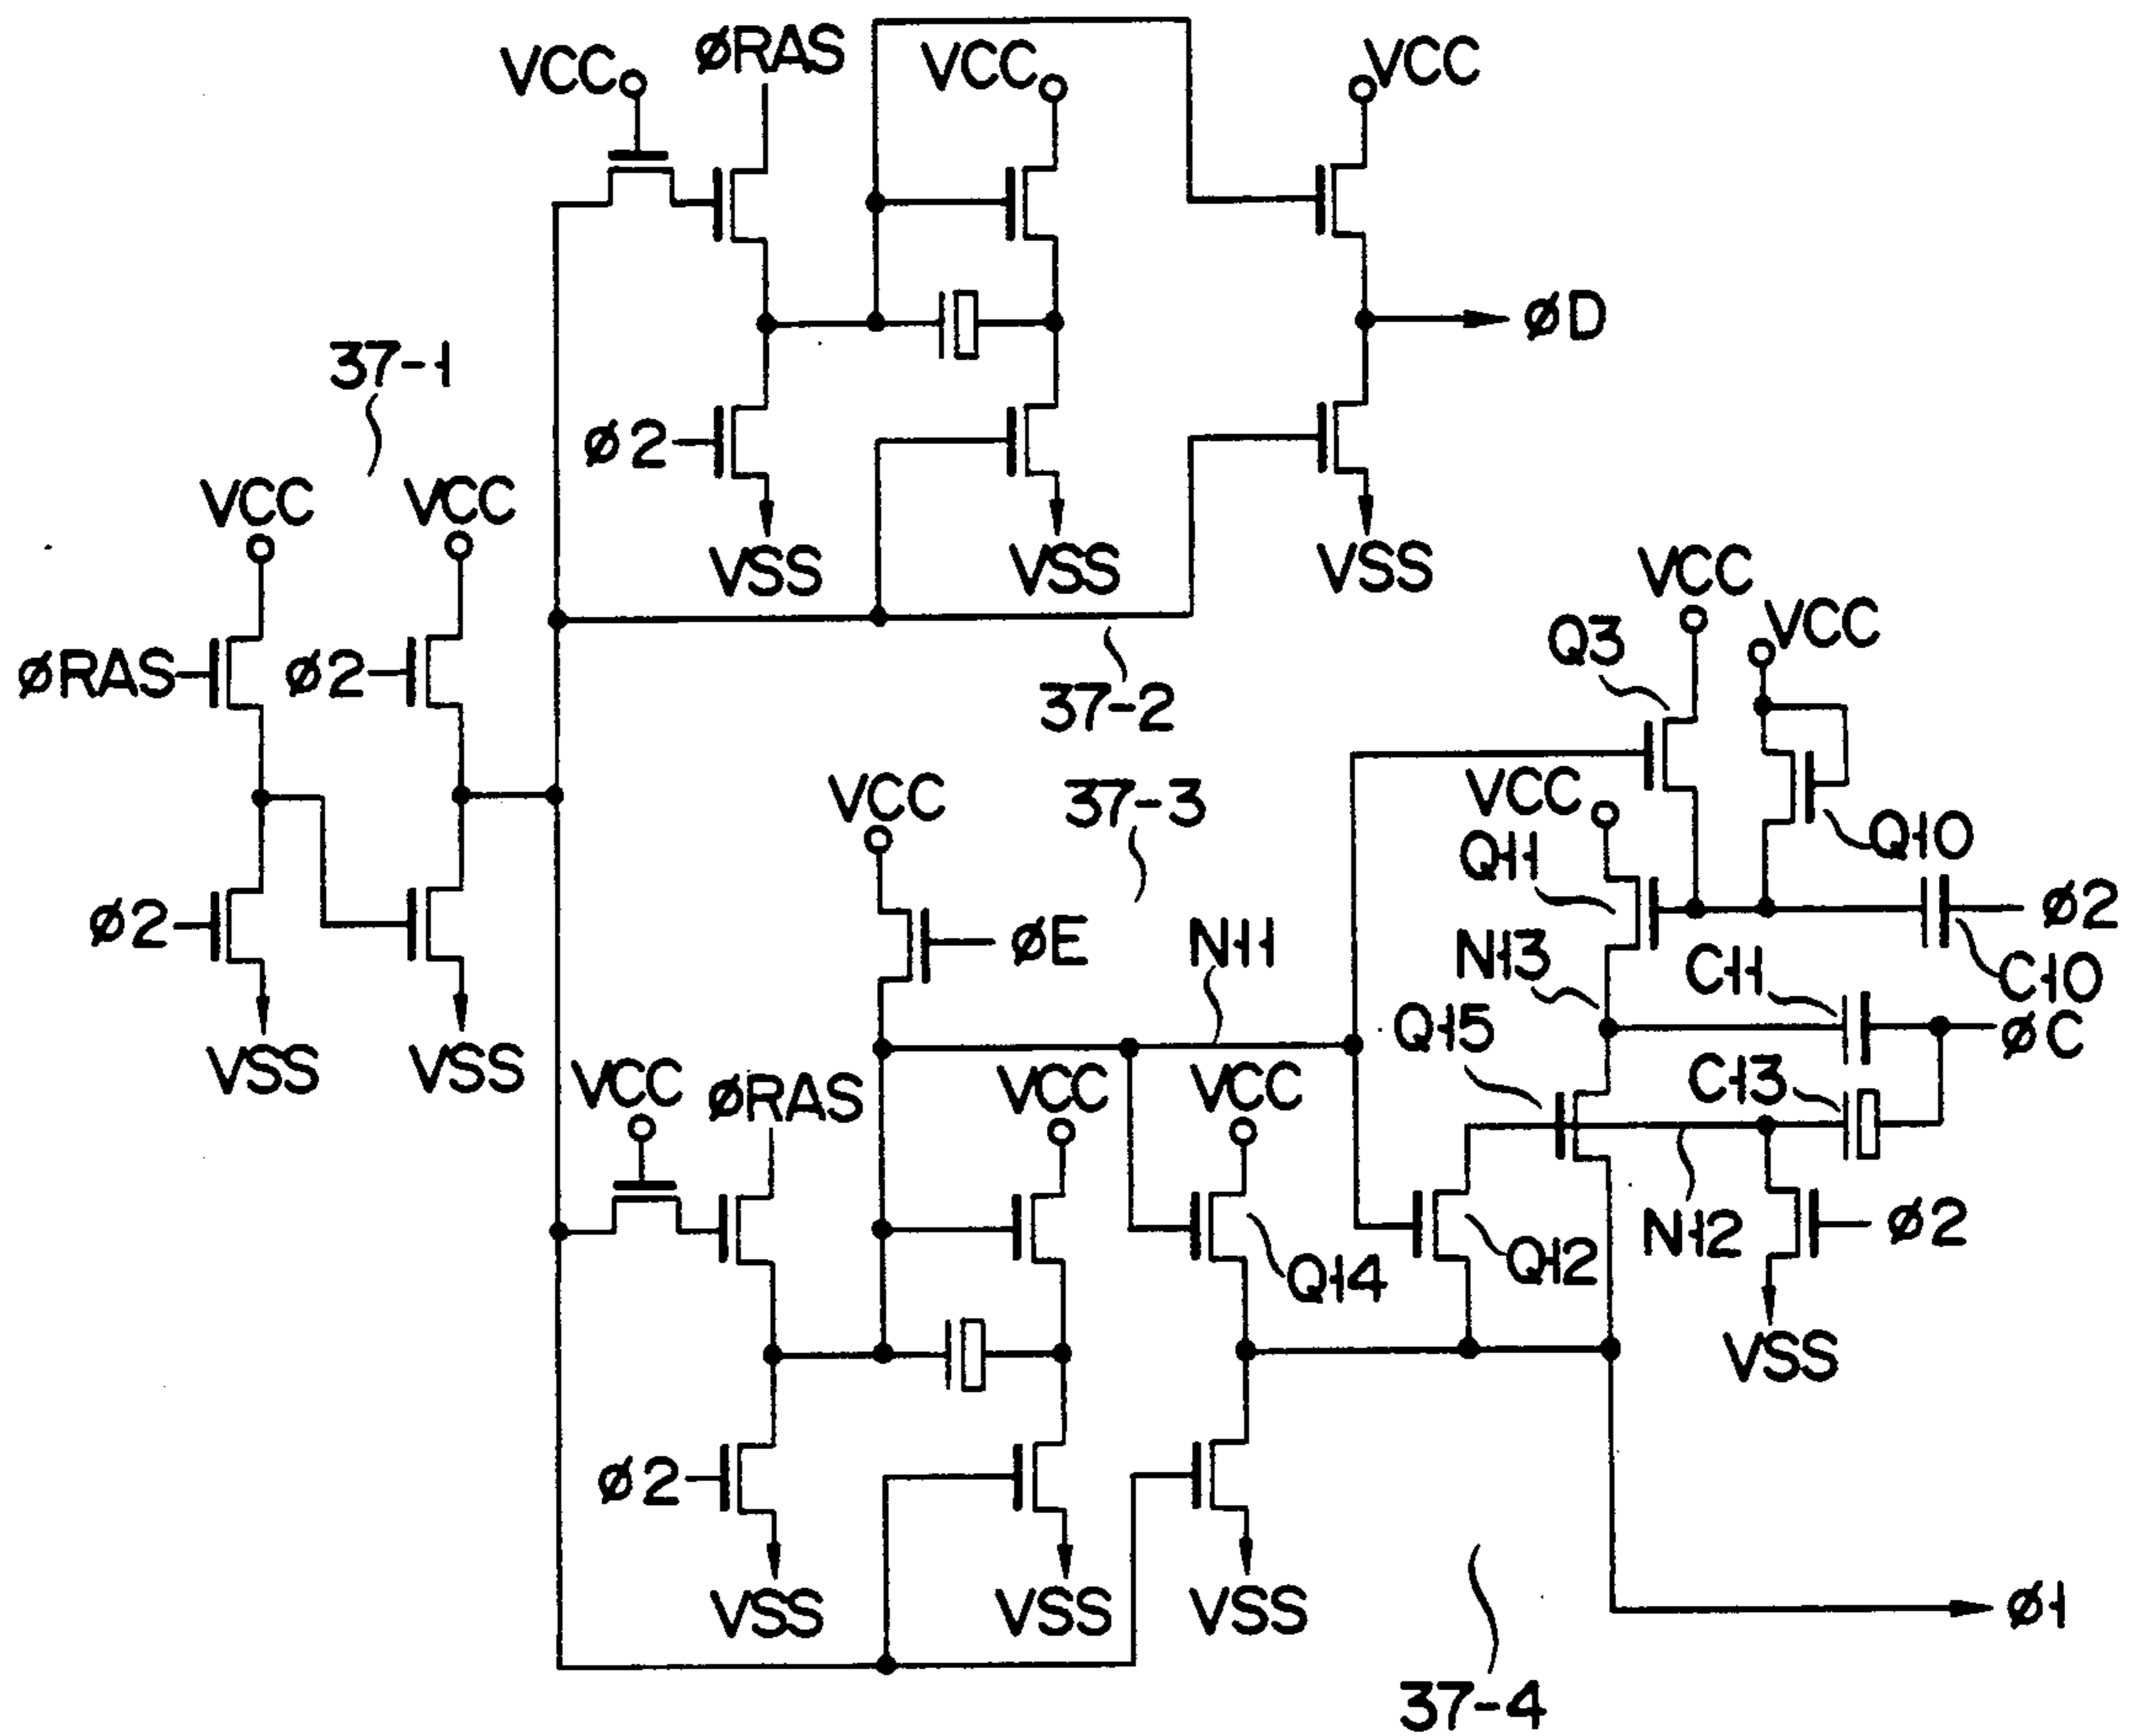 VCC
øRAS
VCC
VCC
øD
37-1
ø2
VCC
VCC
VSS
VSS
VSS
VCC
Q3
VCC
øRAS
ø2
37-2
VCC
37-3
VCC
Q10
Q11
ø2
ø2
øE
N11
N13
C11
C10
Q15
øC
VSS
VSS
VCC
øRAS
VCC
VCC
C13
Q14
Q12
N12
ø2
VSS
ø2
VSS
VSS
VSS
ø1
37-4